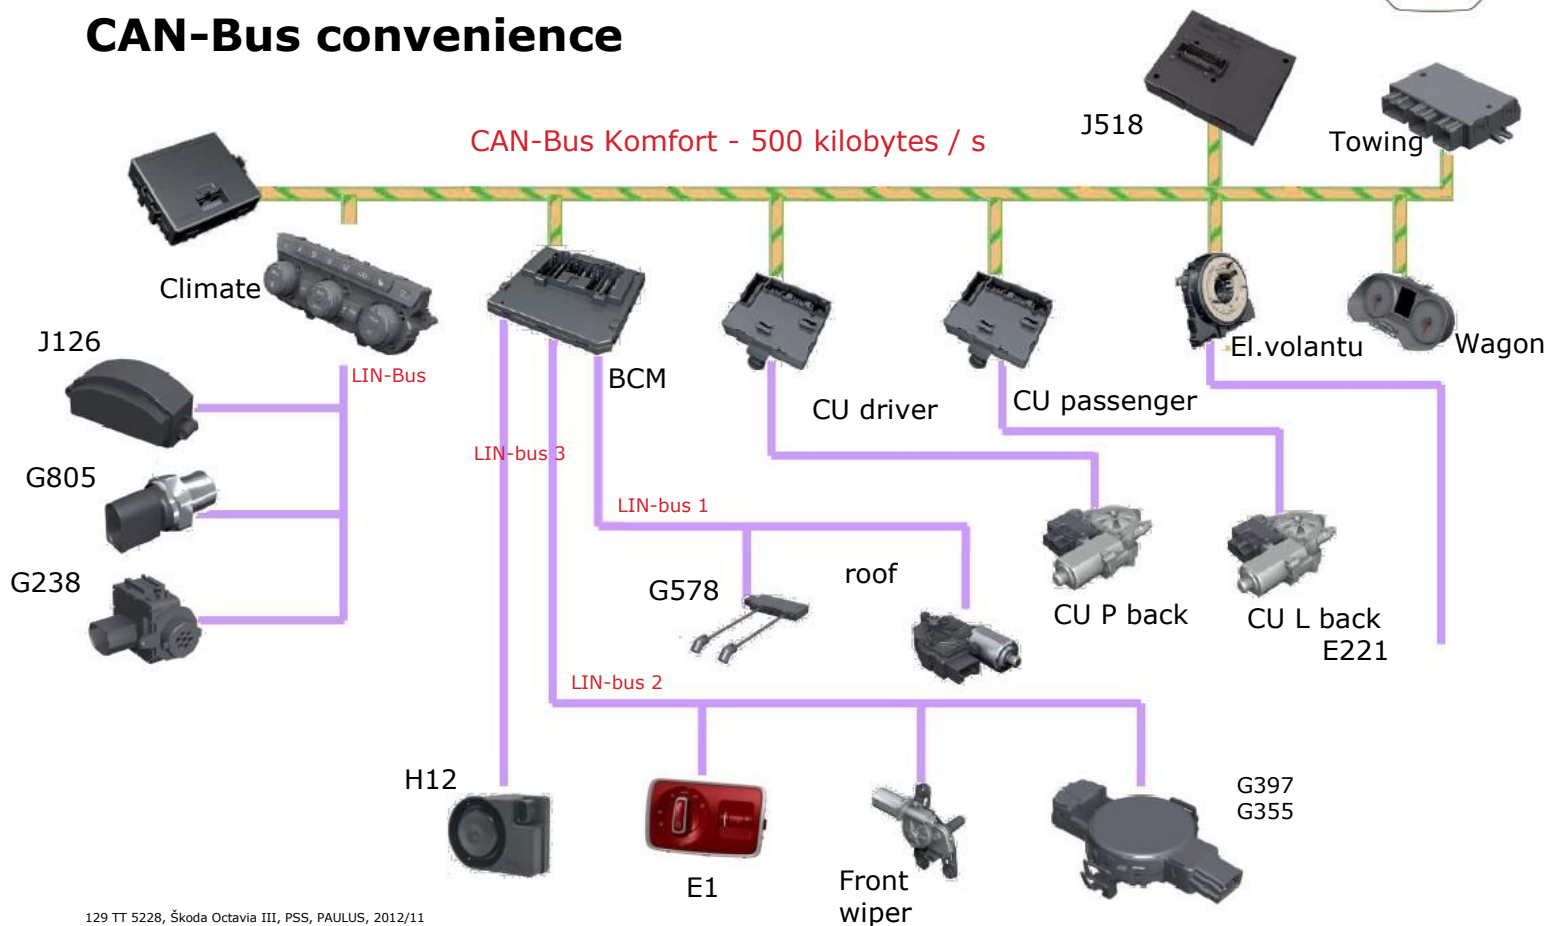 CAN-Bus convenience
CAN-Bus Komfort - 500 kilobytes / s
J518
Towing
Climate
J126
LIN-Bus
BCM
CU driver
CU passenger
El.volantu
Wagon
G805
LIN-bus 3
LIN-bus 1
G238
G578
roof
CU P back
CU L back
E221
LIN-bus 2
H12
E1
Front
wiper
G397
G355
129 TT 5228, Škoda Octavia III, PSS, PAULUS, 2012/11